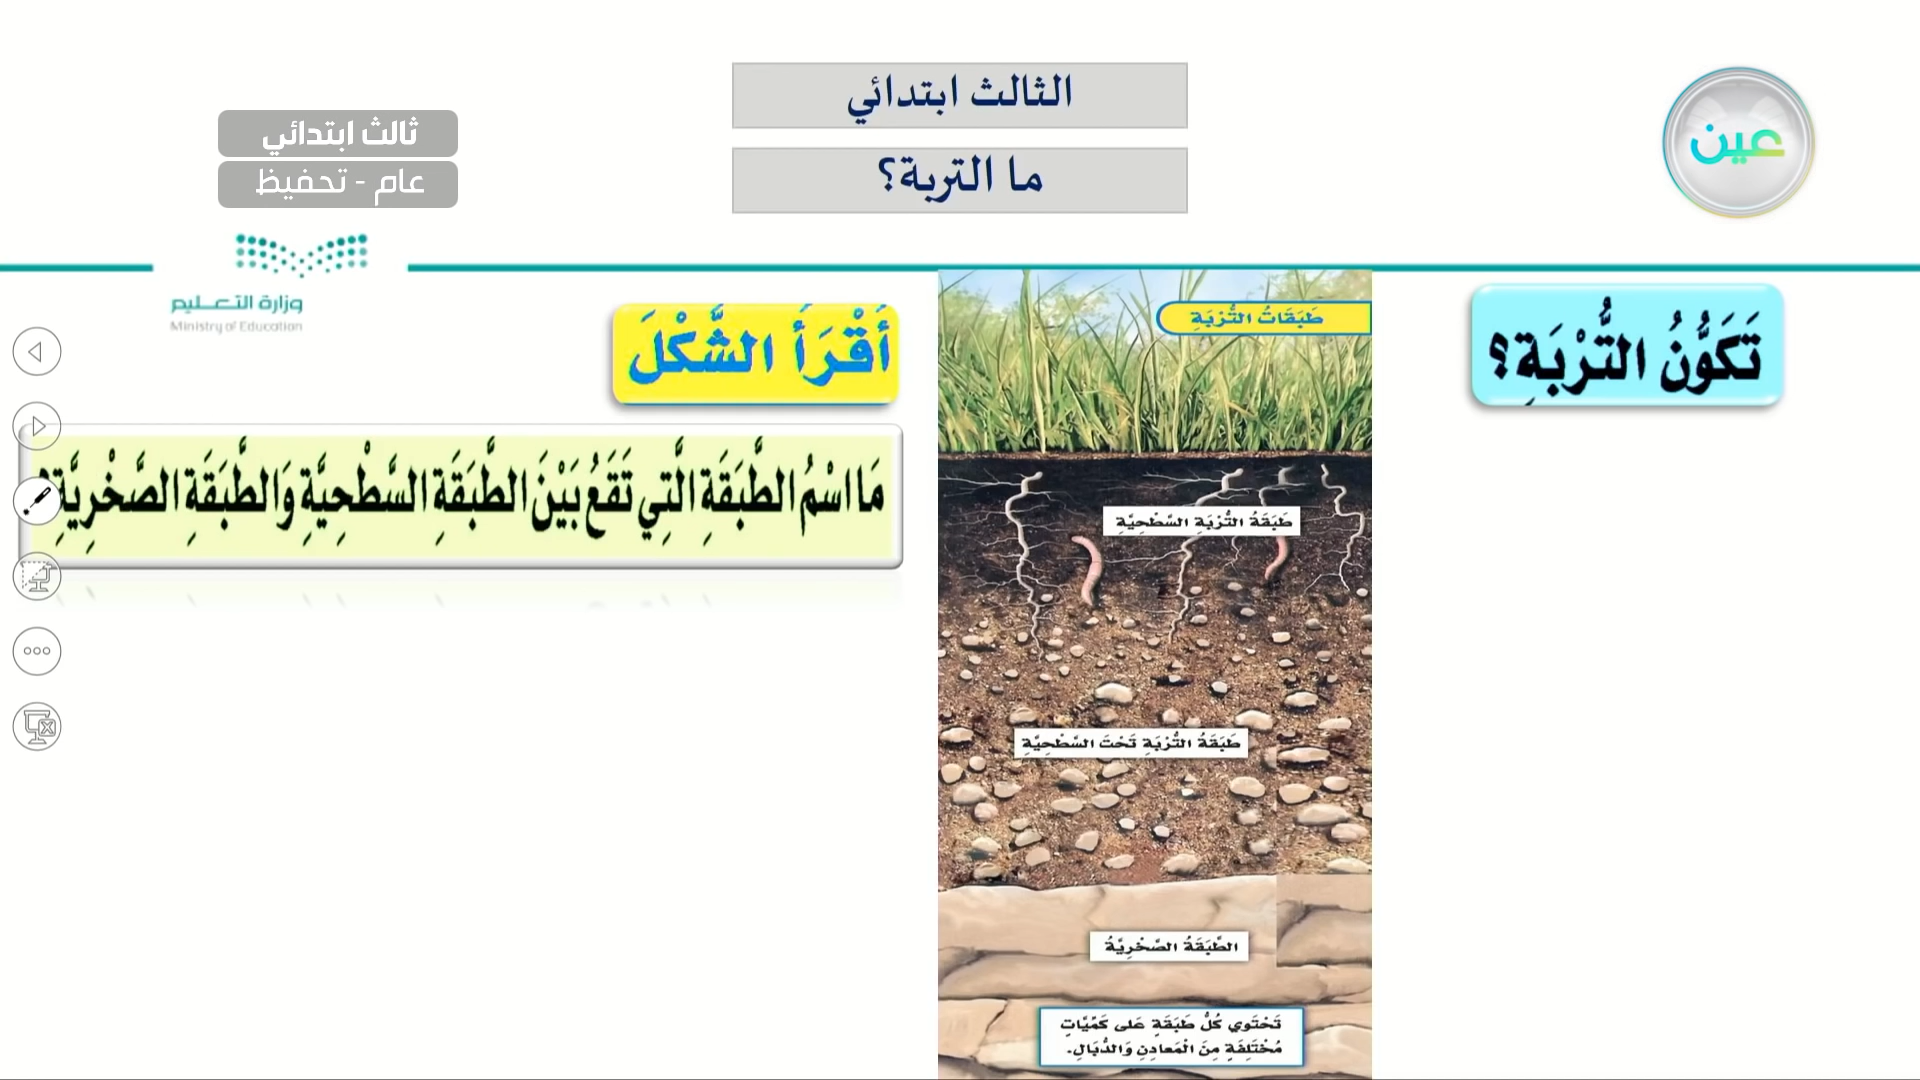 الثالث ابتدائي
ما التربة؟
عين
ثالث ابتدائي
عام - تحفيظ
وزارة التعـــليم
Ministry of Education
تَكَوُّنُ التُّرْبَةِ؟
طَبَقَاتُ التُّرْبَةِ
أَقْرَأُ الشَّكْلَ
مَا اسْمُ الطَّبَقَةِ الَّتِي تَقَعُ بَيْنَ الطَّبَقَةِ السَّطْحِيَّةِ وَالطَّبَقَةِ الصَّخْرِيَّةِ؟
طَبَقَةُ التُّرْبَةِ السَّطْحِيَّةِ
طَبَقَةُ التُّرْبَةِ تَحْتَ السَّطْحِيَّةِ
الطَّبَقَةُ الصَّخْرِيَّةُ
تَحْتَوِي كُلُّ طَبَقَةٍ عَلَى كَمِّيَّاتٍ
مُخْتَلِفَةٍ مِنَ الْمَعَادِنِ وَالدُّبَالِ.